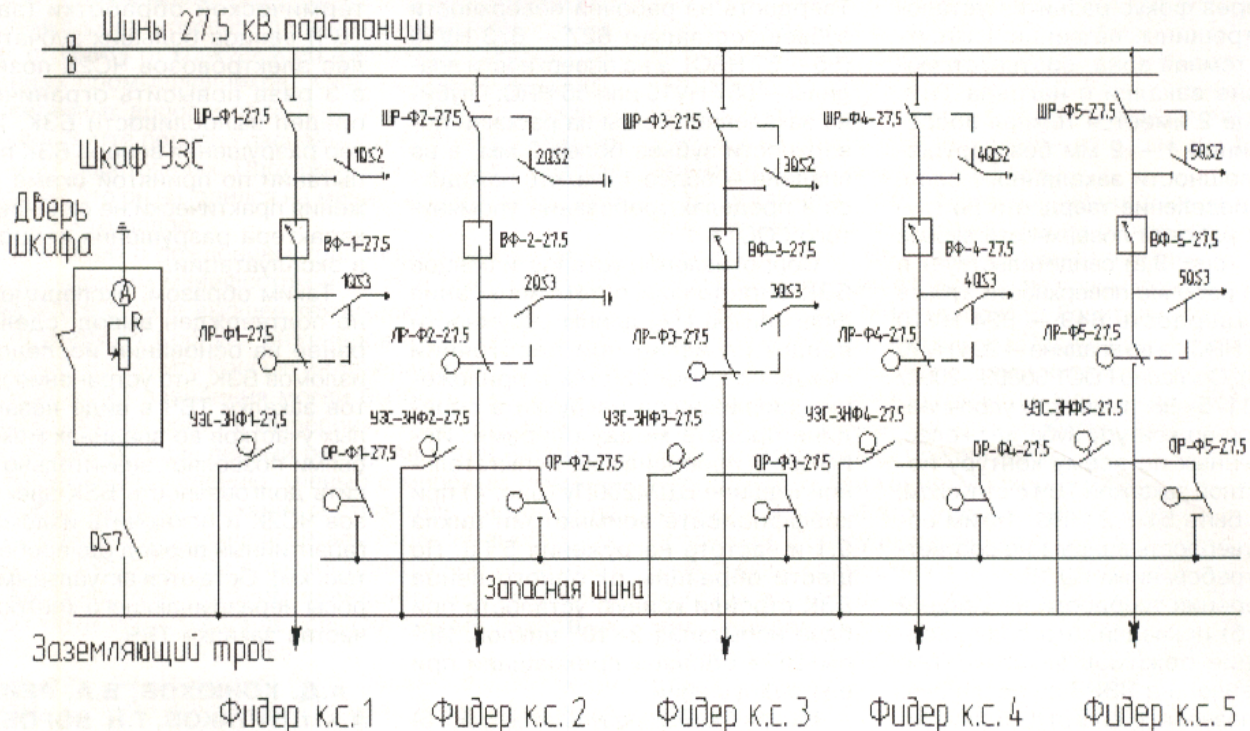 Шины 27.5 кВ подстанции
а
в
ШР-Ф1-27.5 ШР-Ф2-27.5 ШР-Ф3-27.5 ШР-Ф4-27.5 ШР-Ф5-27.5
Шкаф УЗС
1QS2 2QS2 3QS2 4QS2 5QS2
Дверь
шкафа
ВФ-1-27.5 ВФ-2-27.5 ВФ-3-27.5 ВФ-4-27.5 ВФ-5-27.5
А
R
1QS3 2QS3 3QS3 4QS3 5QS3
ЛР-Ф1-27.5 ЛР-Ф2-27.5 ЛР-Ф3-27.5 ЛР-Ф4-27.5 ЛР-Ф5-27.5
УЗС-ЗНФ1-27.5 УЗС-ЗНФ2-27.5 УЗС-ЗНФ3-27.5 УЗС-ЗНФ4-27.5 УЗС-ЗНФ5-27.5
ОР-Ф1-27.5 ОР-Ф2-27.5 ОР-Ф3-27.5 ОР-Ф4-27.5 ОР-Ф5-27.5
QS7
Запасная шина
Заземляющий трос
Фидер к.с. 1 Фидер к.с. 2 Фидер к.с. 3 Фидер к.с. 4 Фидер к.с. 5